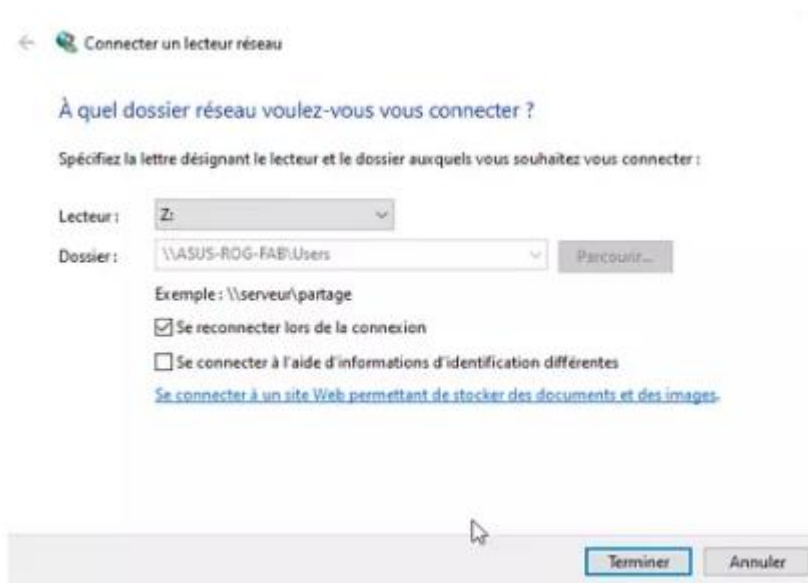 Connecter un lecteur réseau
À quel dossier réseau voulez-vous vous connecter ?
Spécifiez la lettre désignant le lecteur et le dossier auxquels vous souhaitez vous connecter :
Lecteur : Z:
Dossier : \\ASUS-ROG-FAB\Users Parcourir...
Exemple : \\serveur\partage
Se reconnecter lors de la connexion
Se connecter à l'aide d'informations d'identification différentes
Se connecter à un site Web permettant de stocker des documents et des images.
Terminer Annuler